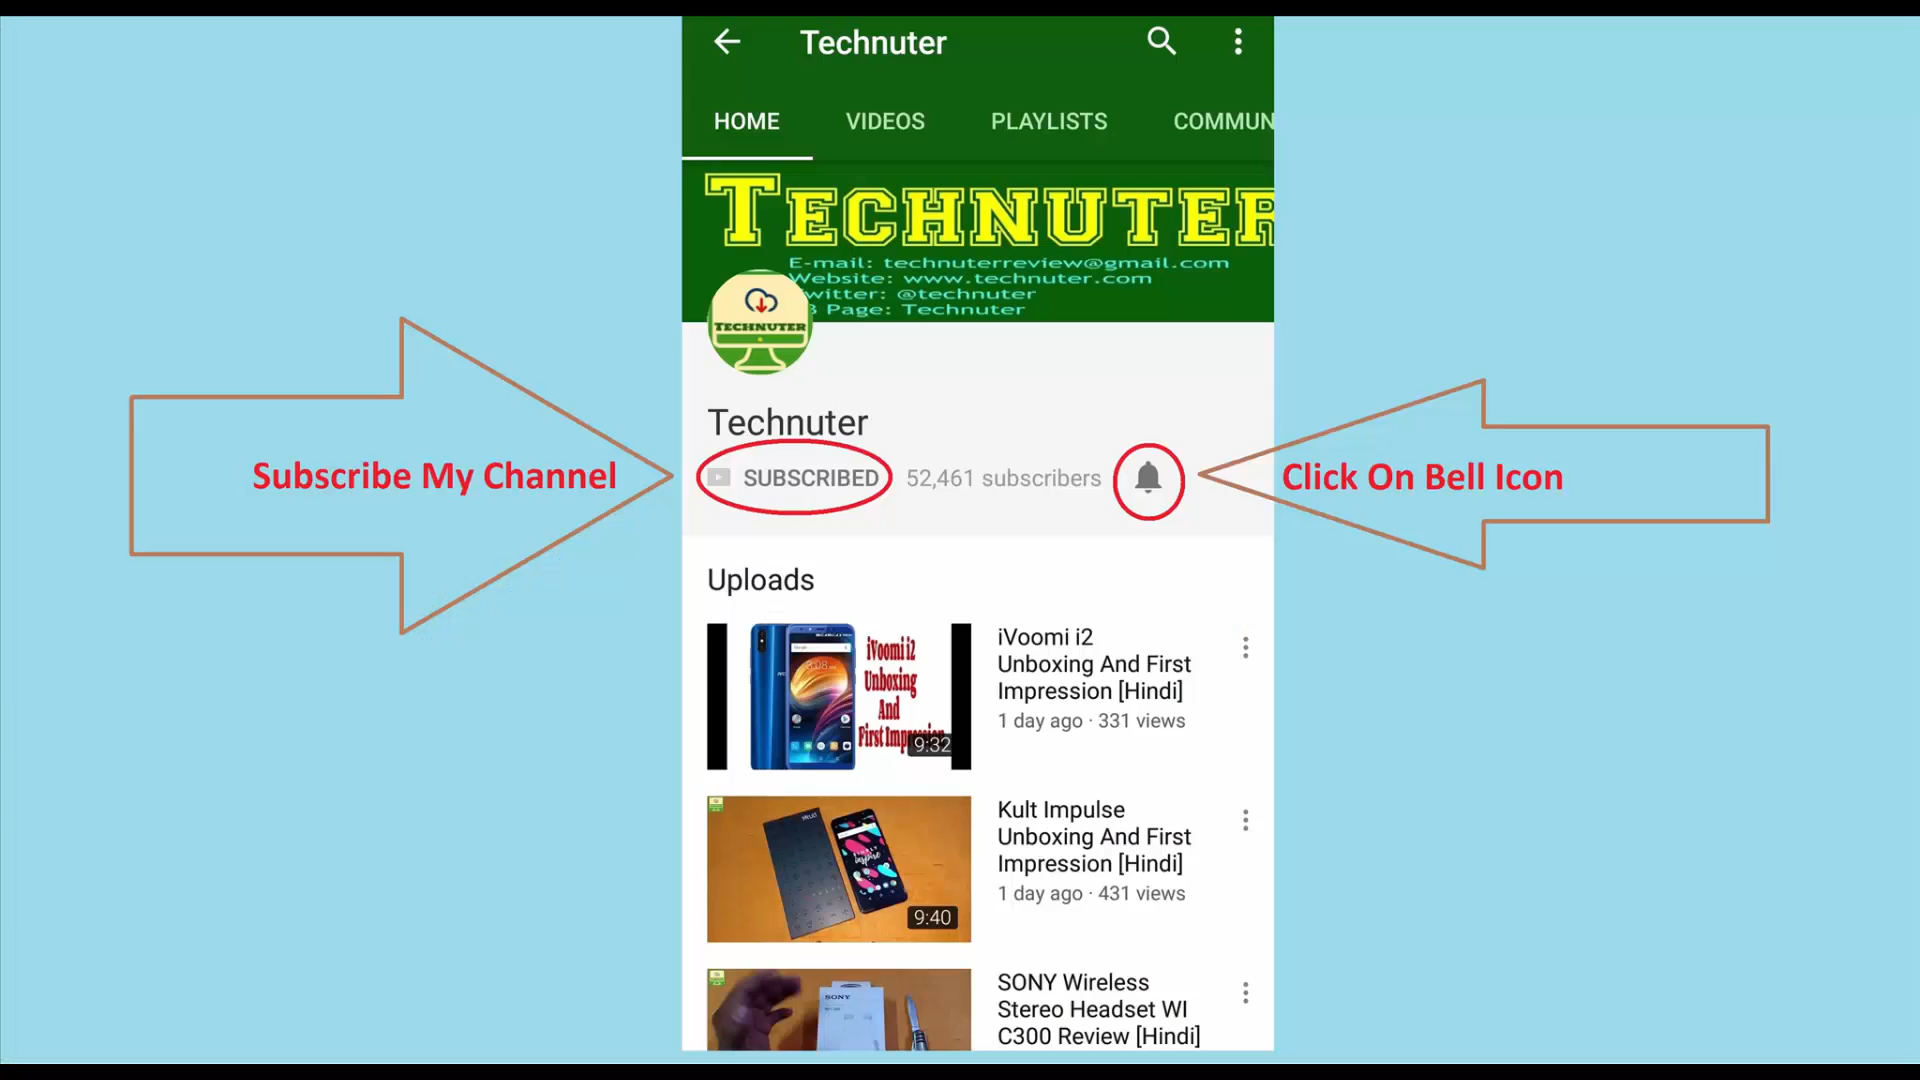 Technuter
HOME VIDEOS PLAYLISTS COMMUN
TECHNUTER
E-mail: technuterreview@gmail.com
Website: www.technuter.com
witter: @technuter
B Page: Technuter
TECHNUTER
Technuter
Subscribe My Channel
SUBSCRIBED 52,461 subscribers
Click On Bell Icon
Uploads
iVoomi i2
Unboxing
And
First Impression
9:32
iVoomi i2
Unboxing And First
Impression [Hindi]
1 day ago · 331 views
9:40
Kult Impulse
Unboxing And First
Impression [Hindi]
1 day ago · 431 views
SONY
SONY Wireless
Stereo Headset WI
C300 Review [Hindi]